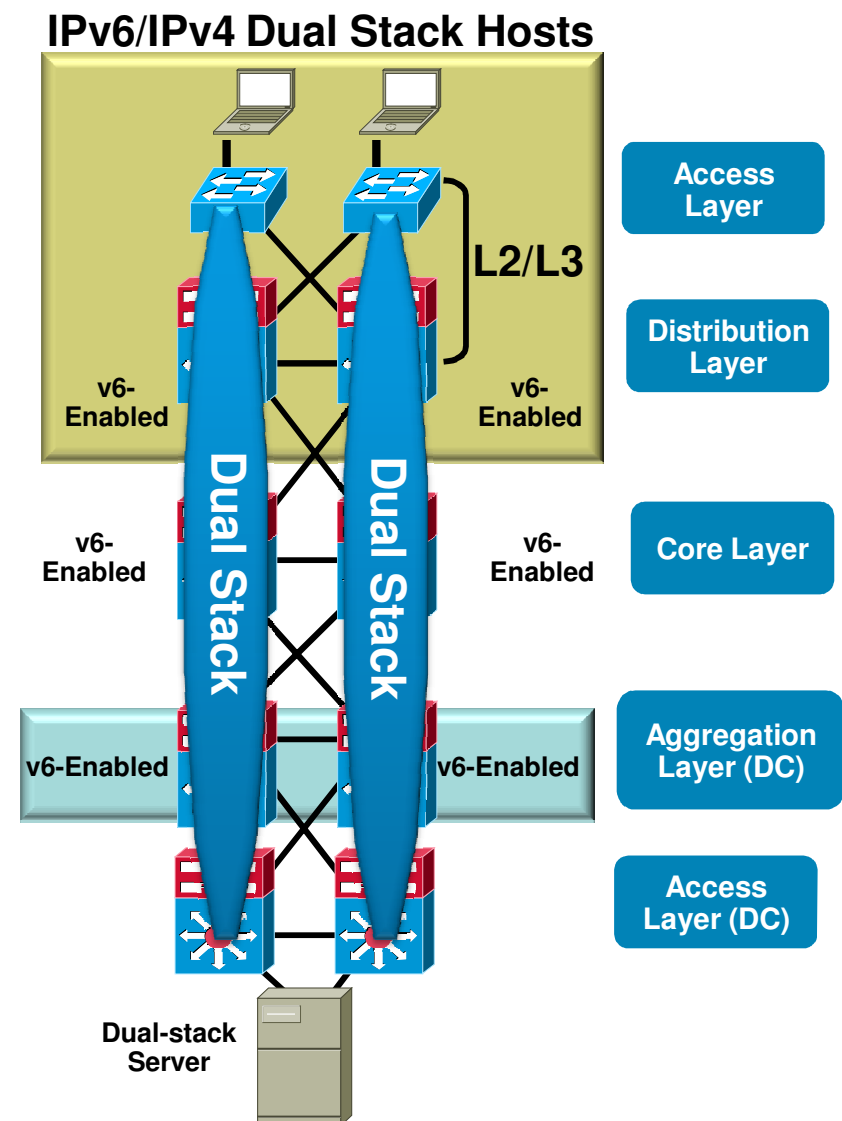 IPv6/IPv4 Dual Stack Hosts
Access
Layer
L2/L3
Distribution
Layer
v6-
Enabled
v6-
Enabled
Dual Stack
Dual Stack
v6-
Enabled
v6-
Enabled
Core Layer
v6-Enabled
v6-Enabled
Aggregation
Layer (DC)
Access
Layer (DC)
Dual-stack
Server